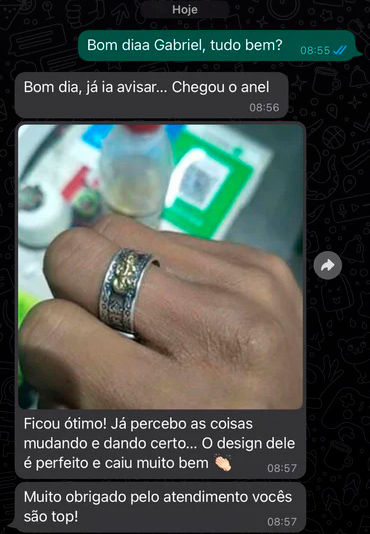 Hoje
Bom diaa Gabriel, tudo bem?
08:55
Bom dia, já ia avisar... Chegou o anel
08:56
Ficou ótimo! Já percebo as coisas
mudando e dando certo... O design dele
é perfeito e caiu muito bem 👏🏻
08:57
Muito obrigado pelo atendimento vocês
são top!
08:57